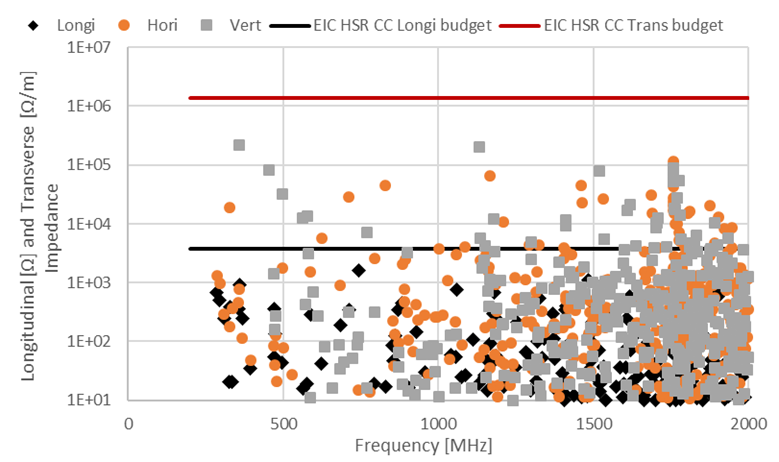 Longi Hori Vert EIC HSR CC Longi budget EIC HSR CC Trans budget
1E+07
1E+06
1E+05
1E+04
1E+03
1E+02
1E+01
Longitudinal [Ω] and Transverse [Ω/m]
Impedance
0 500 1000 1500 2000
Frequency [MHz]